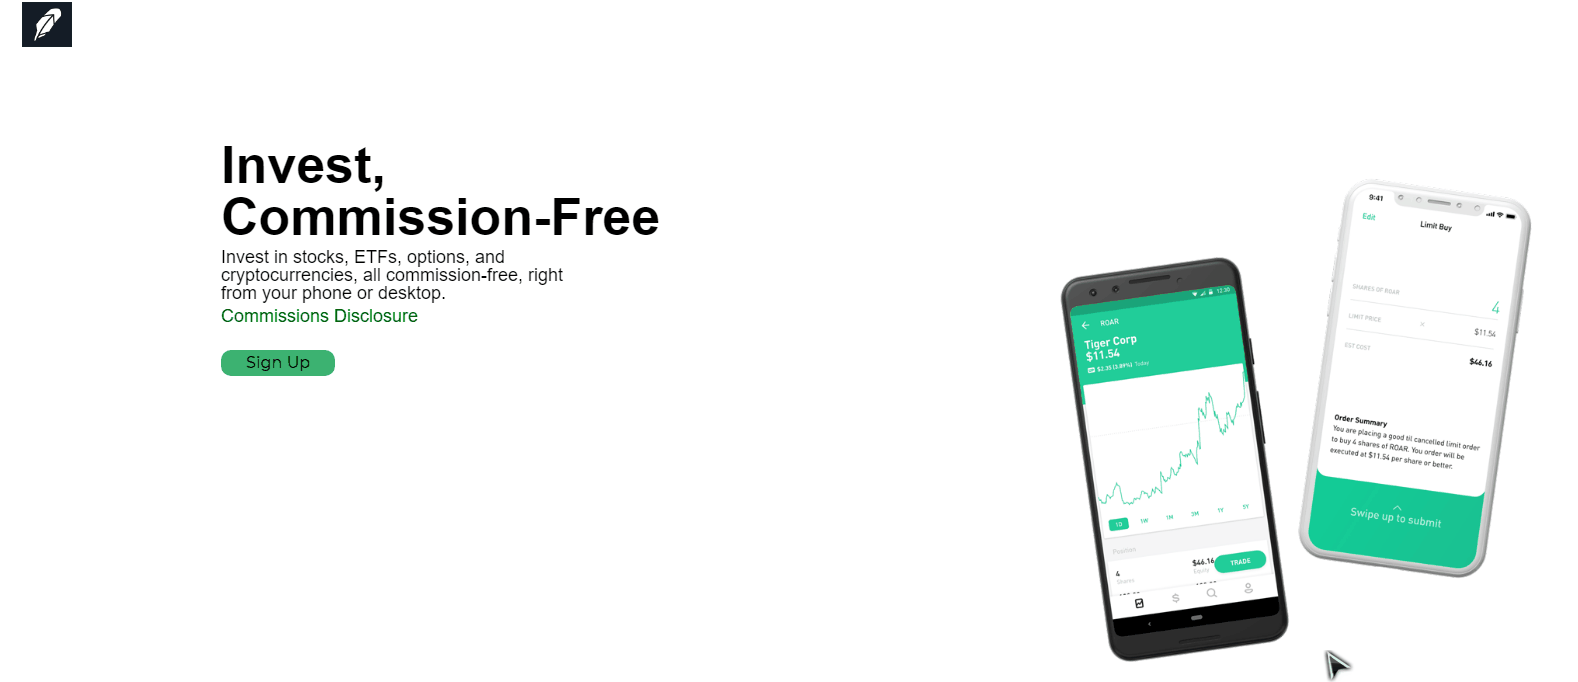 Invest,
Commission-Free
Invest in stocks, ETFs, options, and
cryptocurrencies, all commission-free, right
from your phone or desktop.
Commissions Disclosure
Sign Up
12:38
ROAR
Tiger Corp
$11.54
$2.35 (3.89%) Today
1D 1W 1M 3M 1Y 5Y
Position
4
Shares
$46.16
Equity
TRADE
9:41
Edit
Limit Buy
SHARES OF ROAR
4
LIMIT PRICE
×
$11.54
EST COST
$46.16
Order Summary
You are placing a good til cancelled limit order
to buy 4 shares of ROAR. You order will be
executed at $11.54 per share or better.
Swipe up to submit